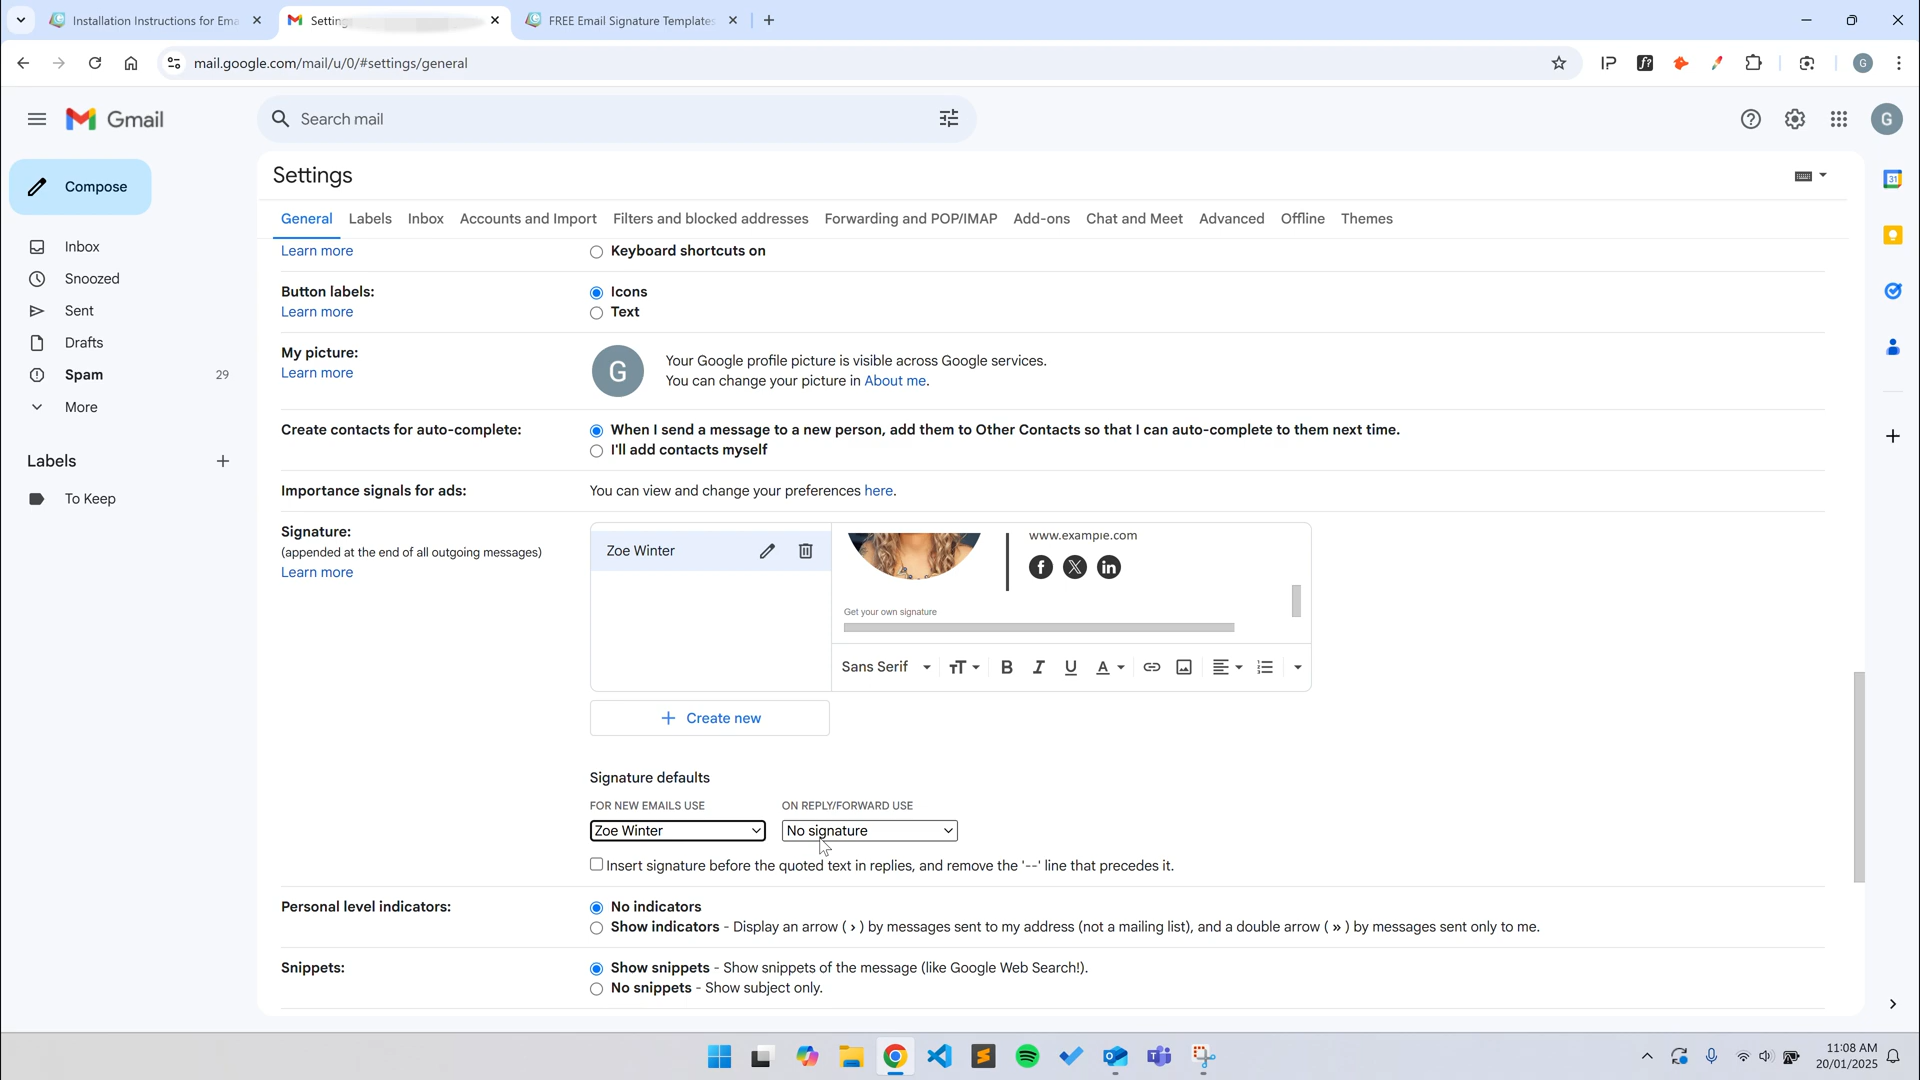 Installation Instructions for Ema
Setting
FREE Email Signature Templates
mail.google.com/mail/u/0/#settings/general
Gmail
Search mail
G
Compose
Inbox
Snoozed
Sent
Drafts
Spam 29
More
Labels
To Keep
Settings
General Labels Inbox Accounts and Import Filters and blocked addresses Forwarding and POP/IMAP Add-ons Chat and Meet Advanced Offline Themes
Learn more
Keyboard shortcuts on
Button labels:
Learn more
Icons
Text
My picture:
Learn more
G
Your Google profile picture is visible across Google services.
You can change your picture in About me.
Create contacts for auto-complete:
When I send a message to a new person, add them to Other Contacts so that I can auto-complete to them next time.
I'll add contacts myself
Importance signals for ads:
You can view and change your preferences here.
Signature:
(appended at the end of all outgoing messages)
Learn more
Zoe Winter
www.example.com
Get your own signature
Sans Serif
Create new
Signature defaults
FOR NEW EMAILS USE
Zoe Winter
ON REPLY/FORWARD USE
No signature
Insert signature before the quoted text in replies, and remove the '--' line that precedes it.
Personal level indicators:
No indicators
Show indicators - Display an arrow ( › ) by messages sent to my address (not a mailing list), and a double arrow ( » ) by messages sent only to me.
Snippets:
Show snippets - Show snippets of the message (like Google Web Search!).
No snippets - Show subject only.
11:08 AM
20/01/2025